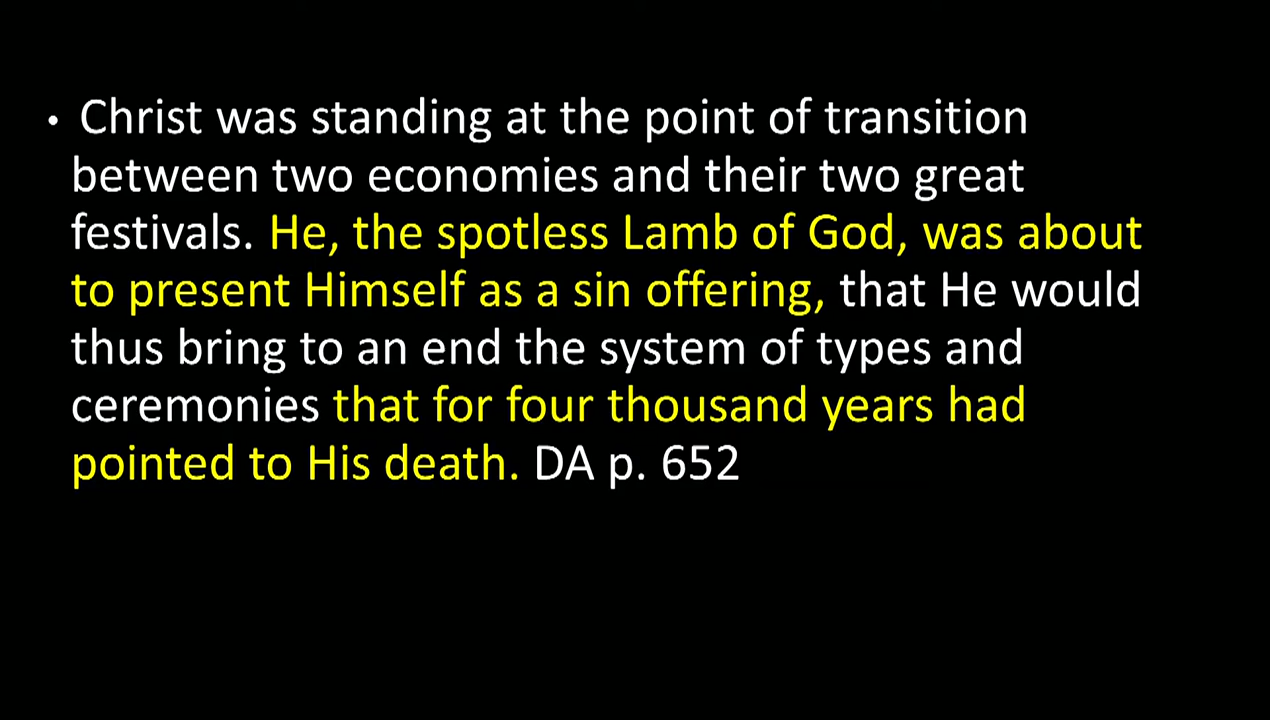 • Christ was standing at the point of transition
between two economies and their two great
festivals. He, the spotless Lamb of God, was about
to present Himself as a sin offering, that He would
thus bring to an end the system of types and
ceremonies that for four thousand years had
pointed to His death. DA p. 652